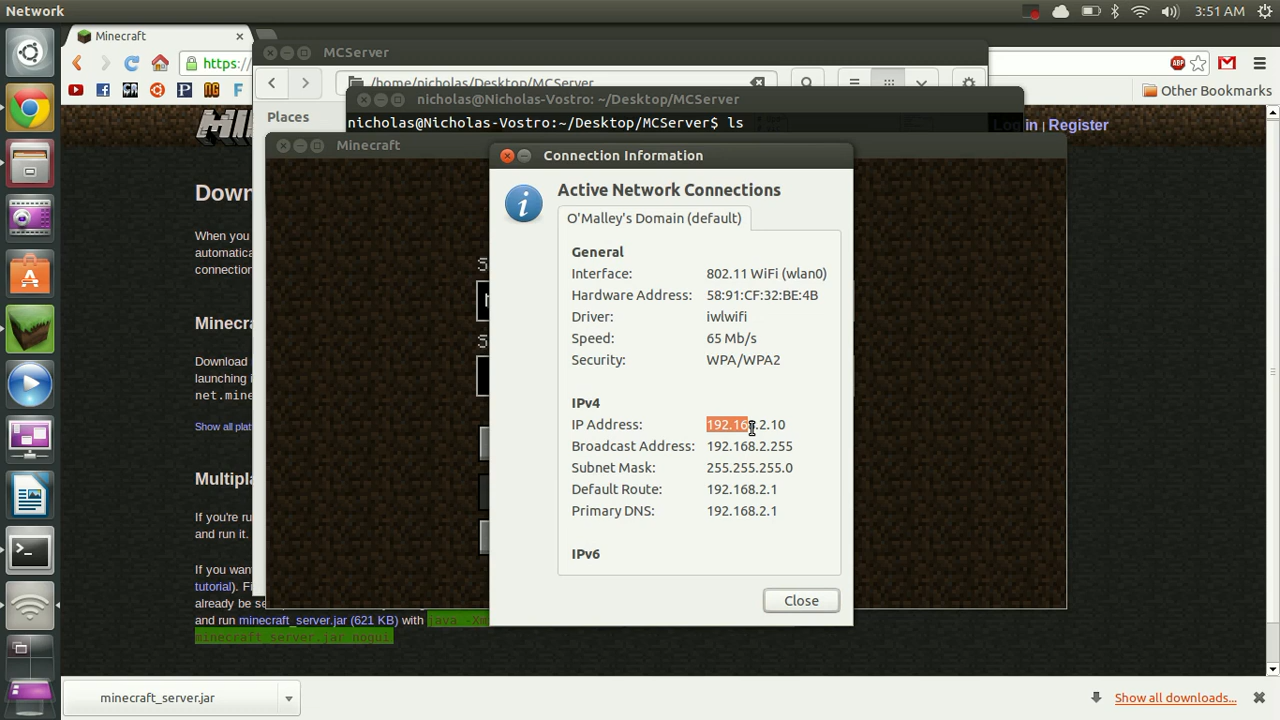 Network
3:51 AM
Minecraft
MCServer
https://
/home/nicholas/Desktop/MCServer
Other Bookmarks
nicholas@Nicholas-Vostro: ~/Desktop/MCServer
Places
nicholas@Nicholas-Vostro:~/Desktop/MCServer$ ls
Log in | Register
Minecraft
Connection Information
Active Network Connections
O'Malley's Domain (default)
General
Interface: 802.11 WiFi (wlan0)
Hardware Address: 58:91:CF:32:BE:4B
Driver: iwlwifi
Speed: 65 Mb/s
Security: WPA/WPA2
IPv4
IP Address: 192.168.2.10
Broadcast Address: 192.168.2.255
Subnet Mask: 255.255.255.0
Default Route: 192.168.2.1
Primary DNS: 192.168.2.1
IPv6
Close
Down
When you
automatica
connection
Minecra
Download
launching i
net.mine
Show all plat
Multipla
If you're ru
and run it.
If you want
tutorial). Fi
already be se
and run minecraft_server.jar (621 KB) with java -Xm
minecraft_server.jar nogui
minecraft_server.jar
Show all downloads...